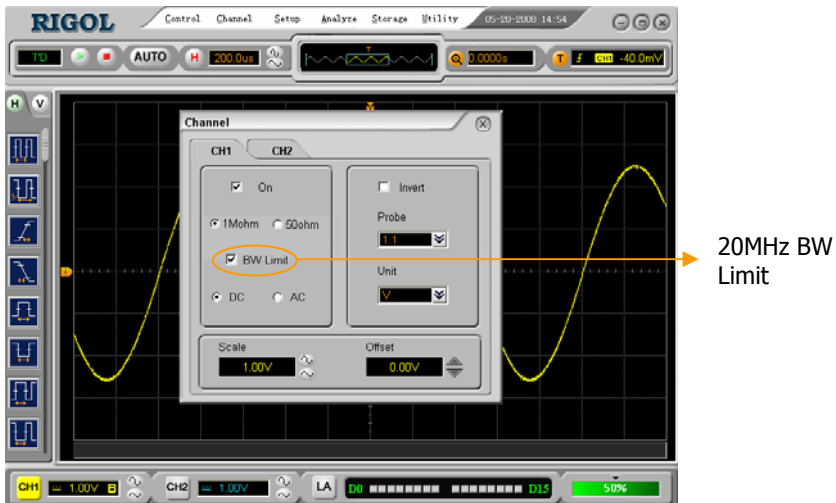 RIGOL Control Channel Setup Analyze Storage Utility 05-20-2008 14:54
T'D AUTO H 200.0us T 0.0000s T CH1 -40.0mV
H V
Channel
CH1 CH2
On Invert
1Mohm 50ohm Probe
1:1
BW Limit Unit
DC AC V
Scale Offset
1.00V 0.00V
20MHz BW
Limit
CH1 1.00V B CH2 1.00V LA D0 D15 50%